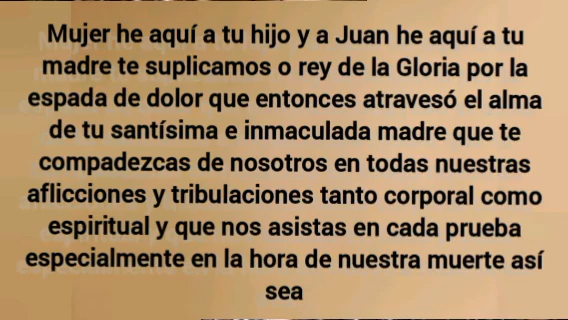 Mujer he aquí a tu hijo y a Juan he aquí a tu
madre te suplicamos o rey de la Gloria por la
espada de dolor que entonces atravesó el alma
de tu santísima e inmaculada madre que te
compadezcas de nosotros en todas nuestras
aflicciones y tribulaciones tanto corporal como
espiritual y que nos asistas en cada prueba
especialmente en la hora de nuestra muerte así
sea